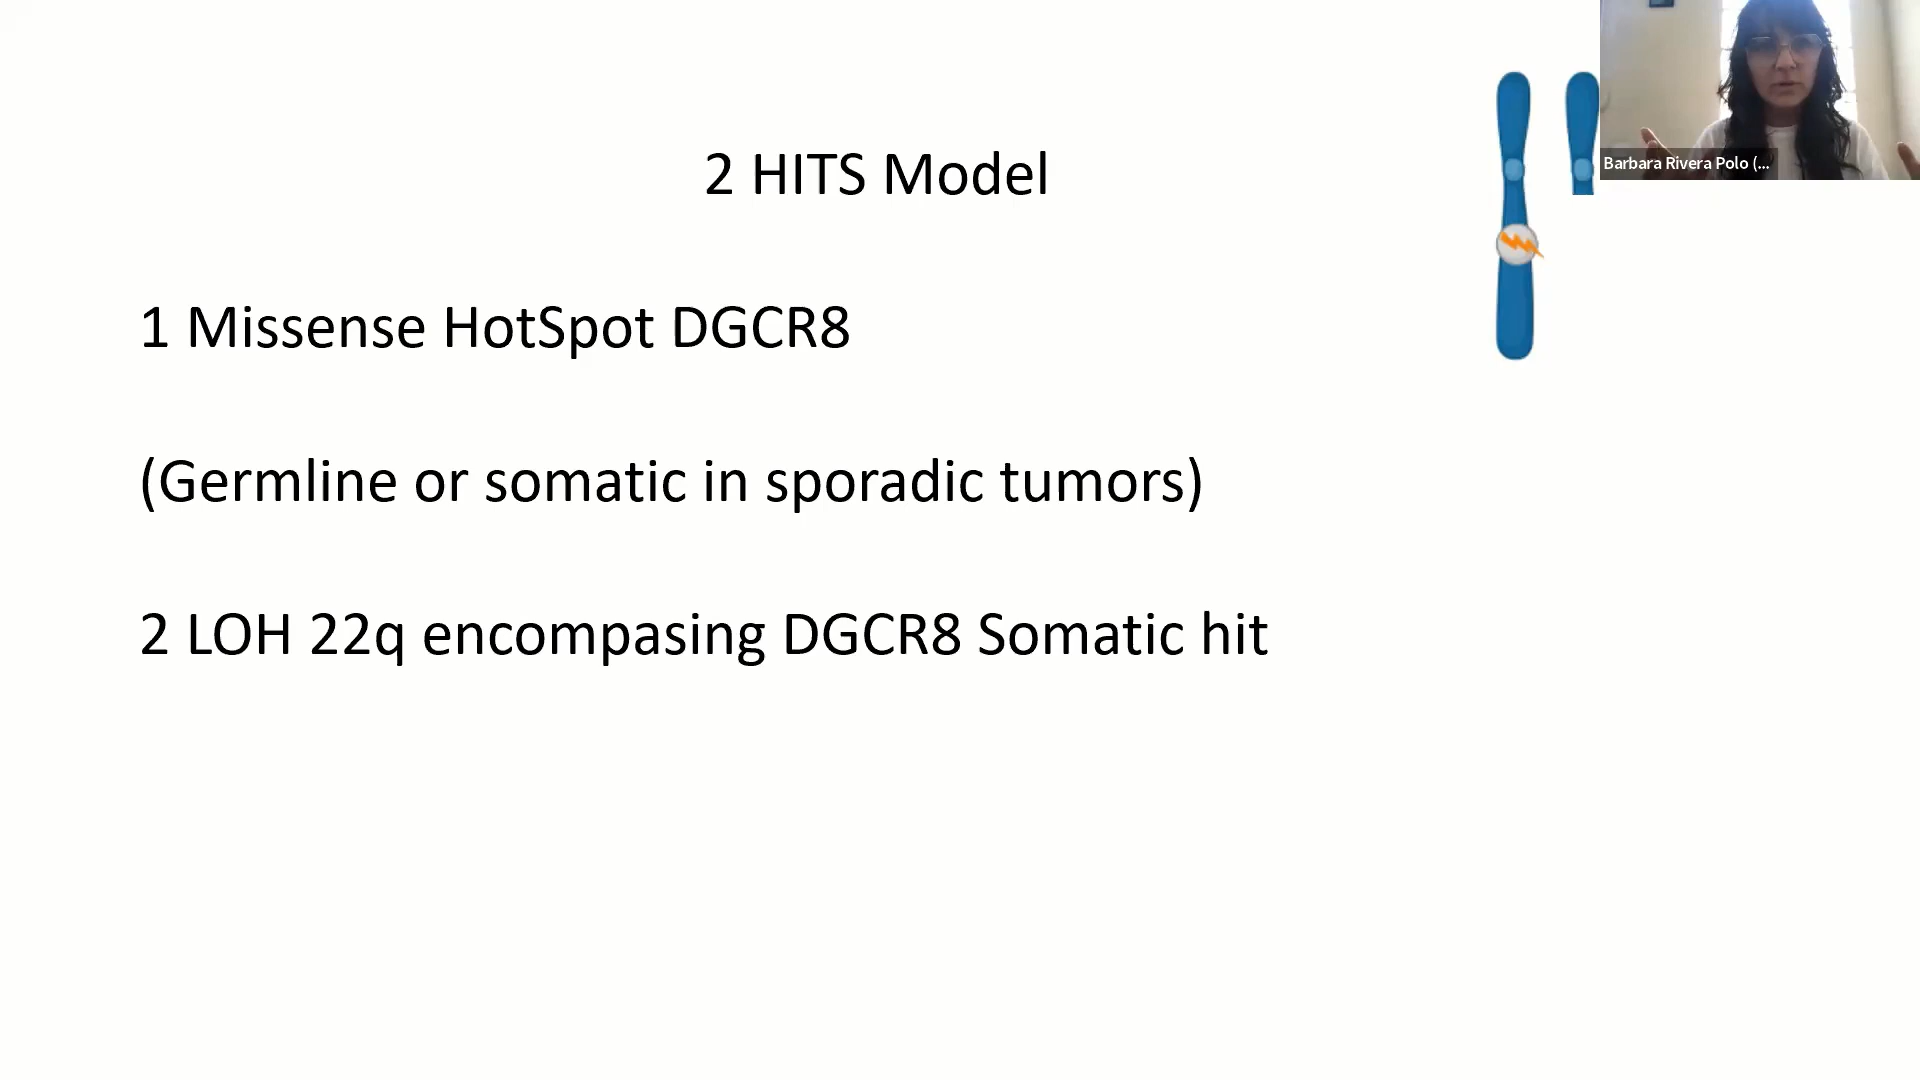 2 HITS Model
1 Missense HotSpot DGCR8
(Germline or somatic in sporadic tumors)
2 LOH 22q encompasing DGCR8 Somatic hit
Barbara Rivera Polo (...